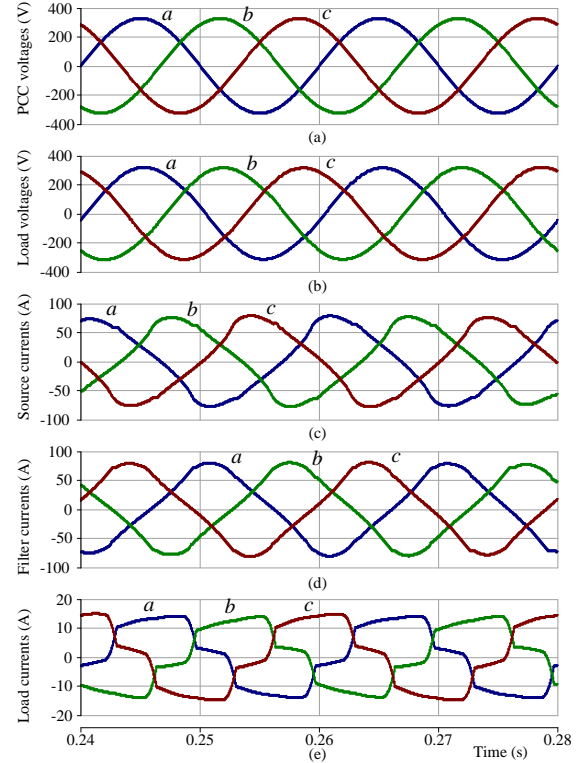 PCC voltages (V)
400
200
0
-200
-400
a
b
c
(a)
Load voltages (V)
400
200
0
-200
-400
a
b
c
(b)
Source currents (A)
100
50
0
-50
-100
a
b
c
(c)
Filter currents (A)
100
50
0
-50
-100
a
b
c
(d)
Load currents (A)
20
10
0
-10
-20
a
b
c
0.24 0.25 0.26 0.27 0.28
(e)
Time (s)